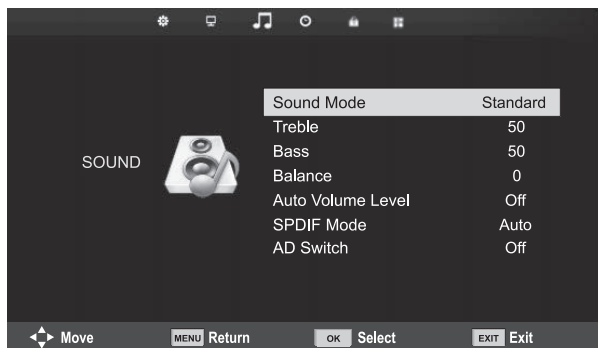 Sound Mode Standard
Treble 50
Bass 50
SOUND
Balance 0
Auto Volume Level Off
SPDIF Mode Auto
AD Switch Off
Move MENU Return OK Select EXIT Exit